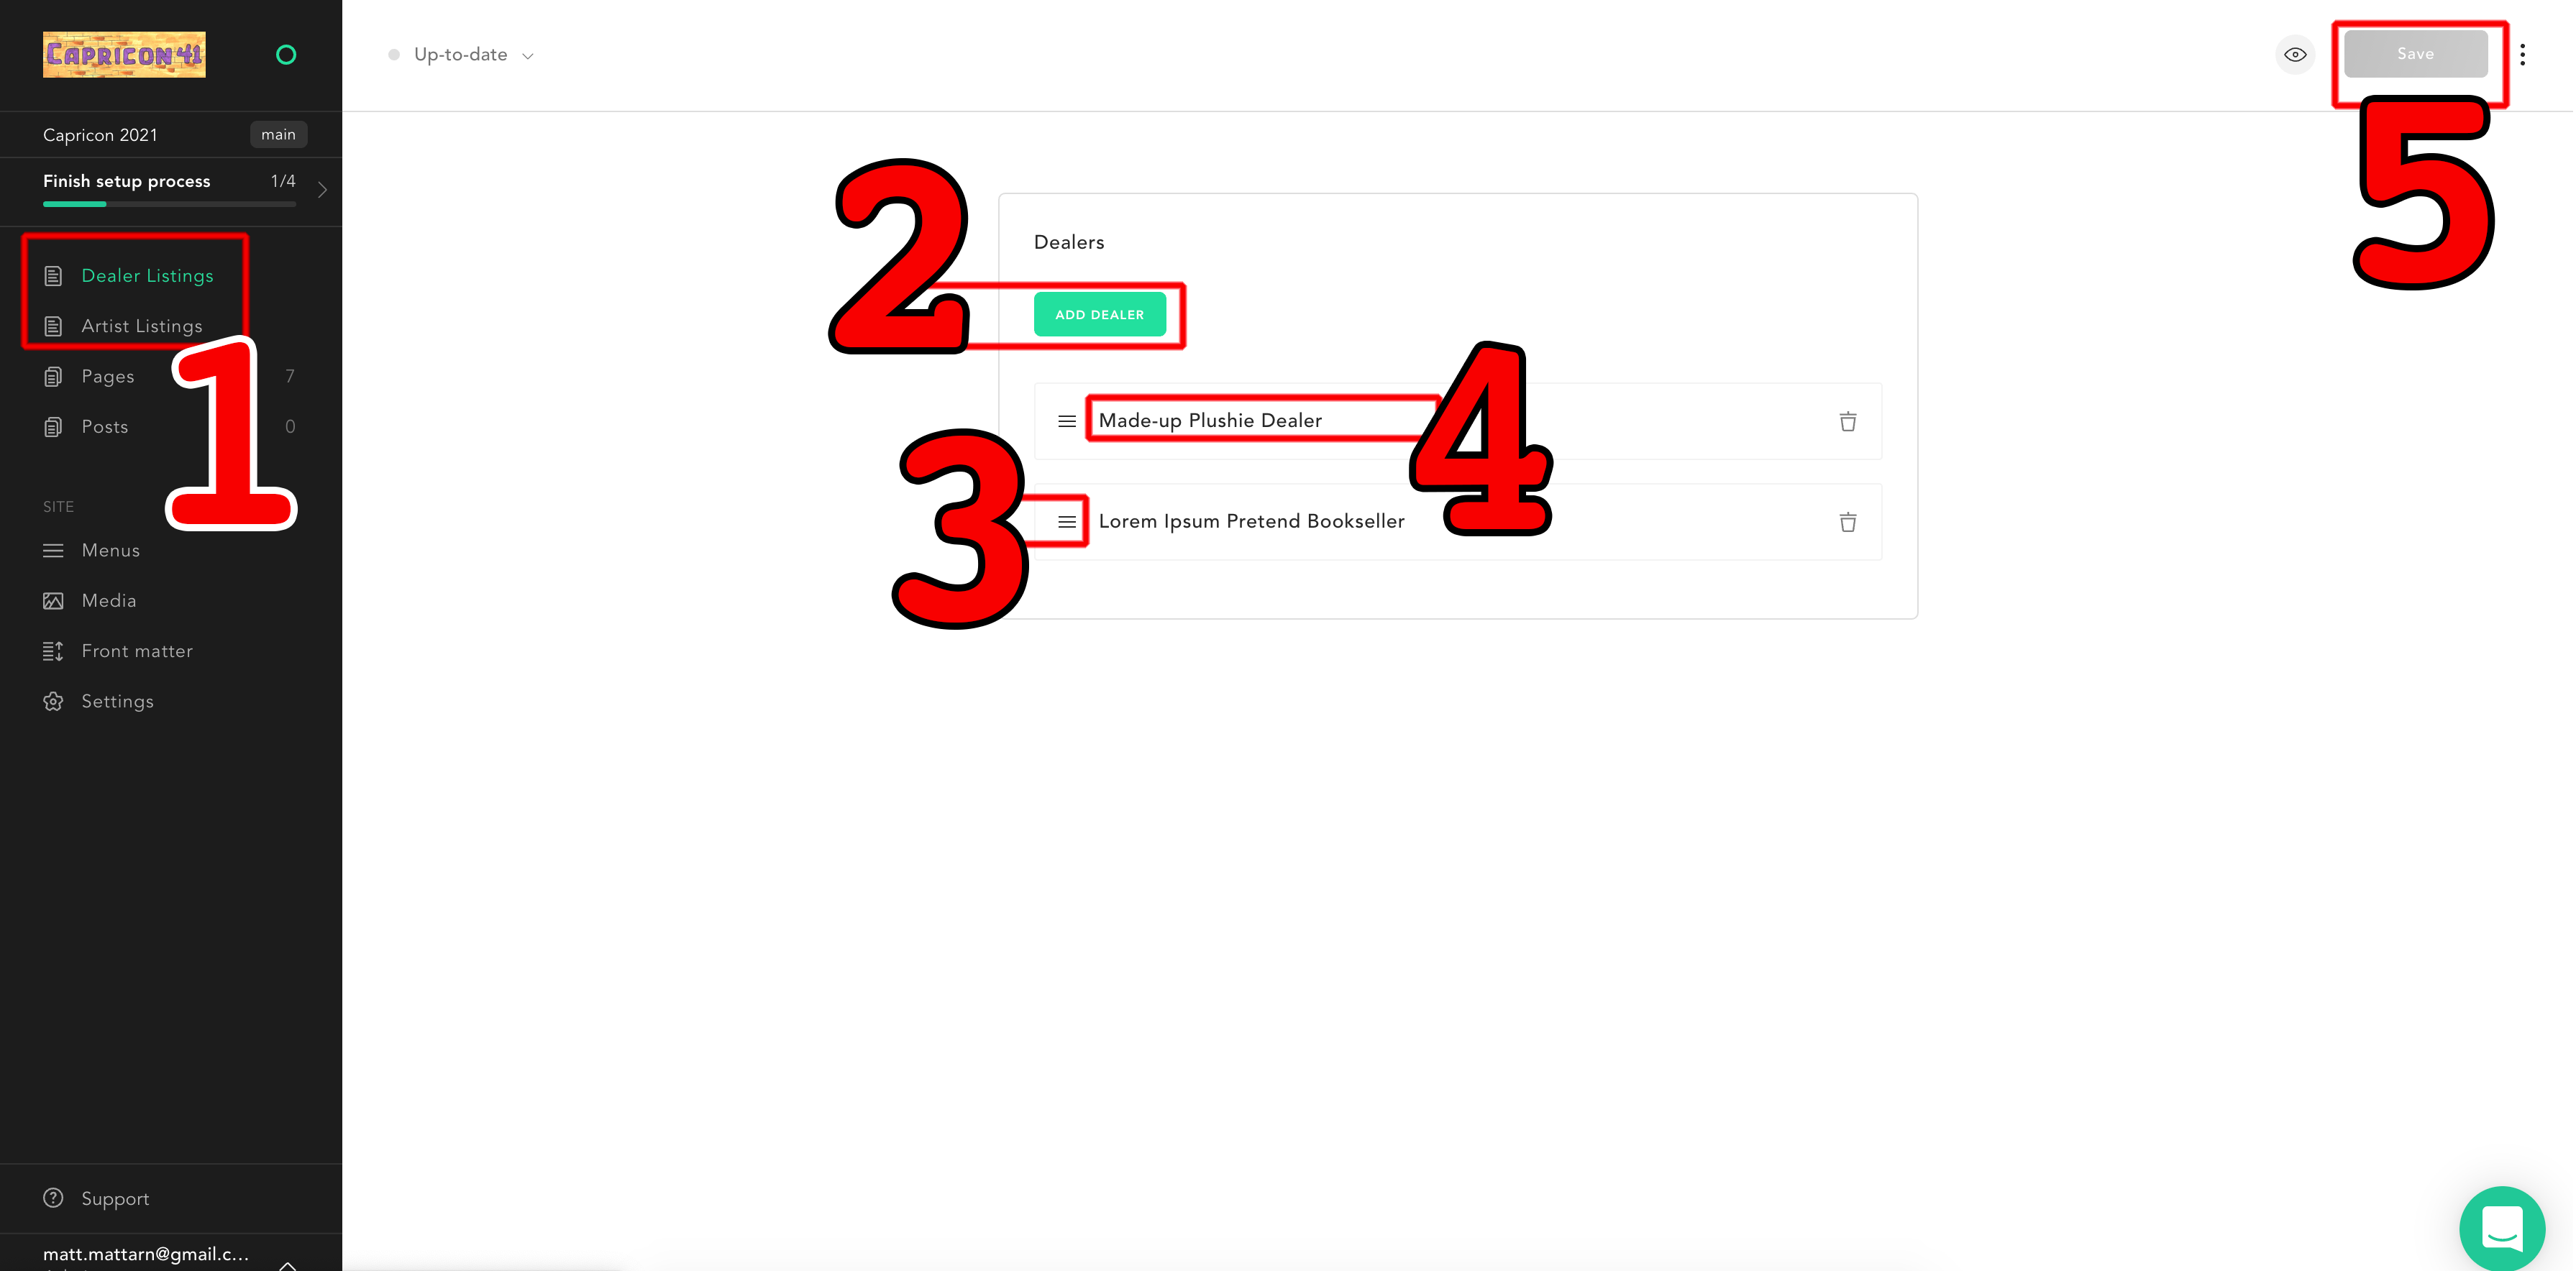 CAPRICON 41
Capricon 2021
main
Finish setup process
1/4
Dealer Listings
Artist Listings
Pages
7
Posts
0
1
SITE
Menus
Media
Front matter
Settings
Support
matt.mattarn@gmail.c...
Up-to-date
Save
5
2
Dealers
ADD DEALER
Made-up Plushie Dealer
4
3
Lorem Ipsum Pretend Bookseller